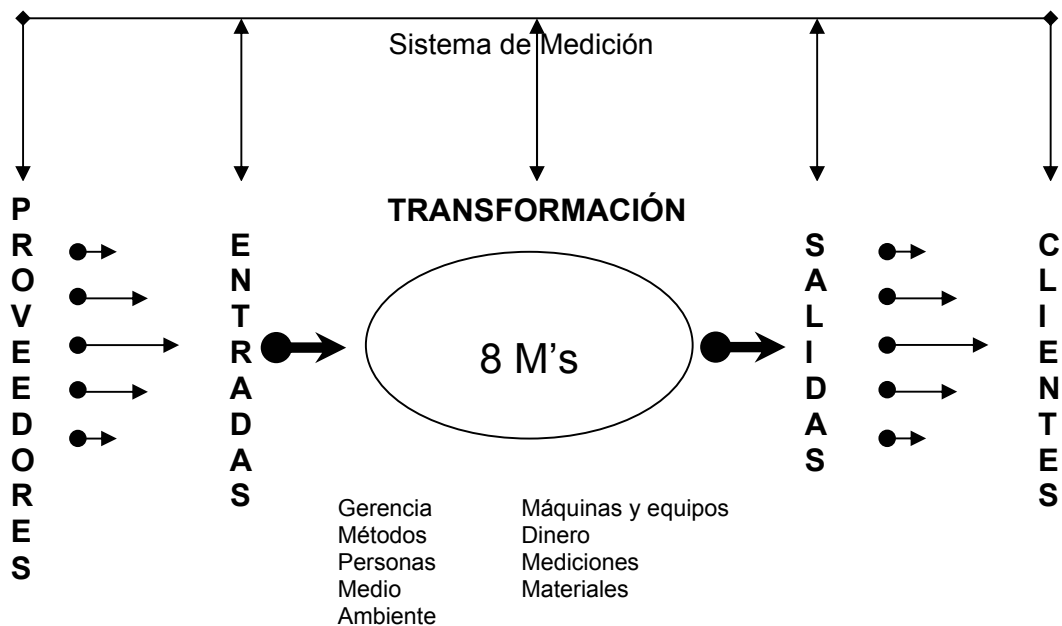 Sistema de Medición
PROVEEDORES
ENTRADAS
TRANSFORMACIÓN
8 M’s
SALIDAS
CLIENTES
Gerencia
Métodos
Personas
Medio
Ambiente
Máquinas y equipos
Dinero
Mediciones
Materiales